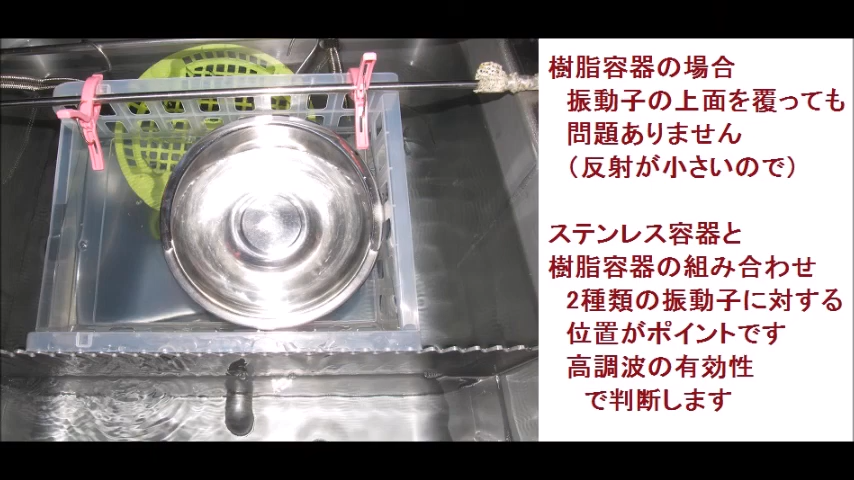 樹脂容器の場合
振動子の上面を覆っても
問題ありません
（反射が小さいので）
ステンレス容器と
樹脂容器の組み合わせ
2種類の振動子に対する
位置がポイントです
高調波の有効性
で判断します